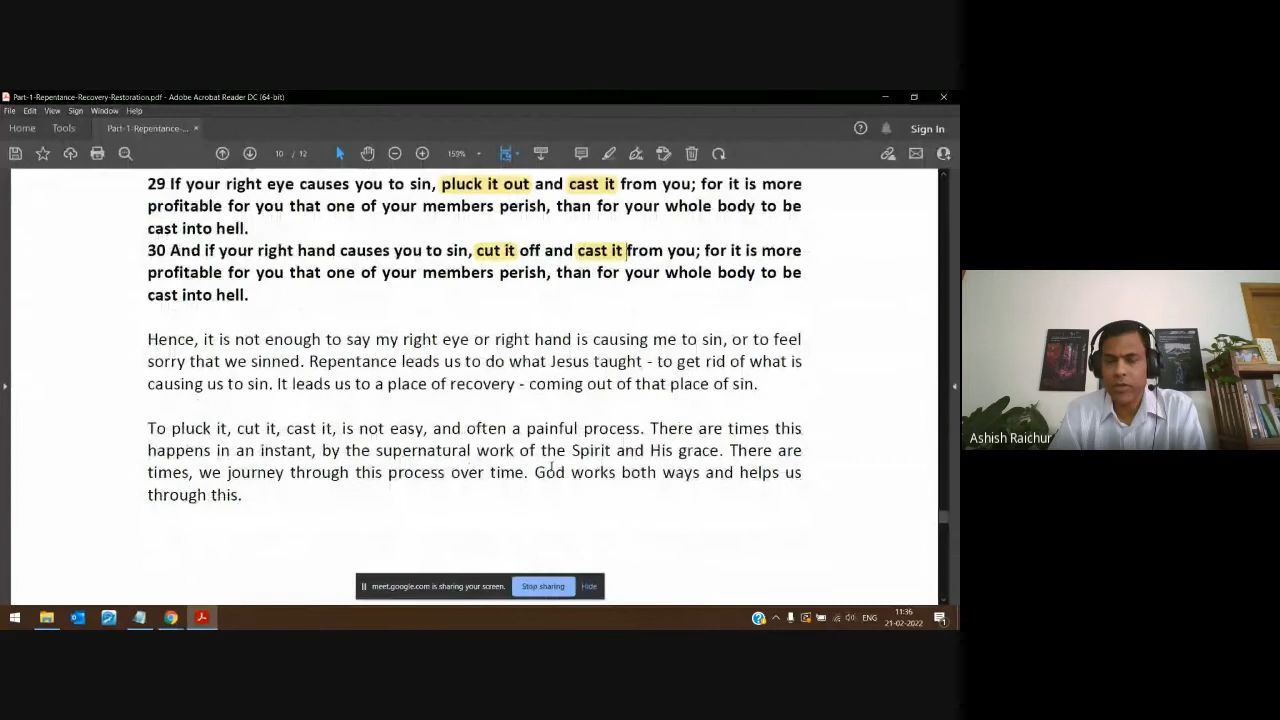 Part-1-Repentance-Recovery-Restoration.pdf - Adobe Acrobat Reader DC (64-bit)
File Edit View Sign Window Help
Home Tools Part-1-Repentance-... × Sign In
10 / 12 159%
29 If your right eye causes you to sin, pluck it out and cast it from you; for it is more
profitable for you that one of your members perish, than for your whole body to be
cast into hell.
30 And if your right hand causes you to sin, cut it off and cast it from you; for it is more
profitable for you that one of your members perish, than for your whole body to be
cast into hell.
Hence, it is not enough to say my right eye or right hand is causing me to sin, or to feel
sorry that we sinned. Repentance leads us to do what Jesus taught - to get rid of what is
causing us to sin. It leads us to a place of recovery - coming out of that place of sin.
To pluck it, cut it, cast it, is not easy, and often a painful process. There are times this
happens in an instant, by the supernatural work of the Spirit and His grace. There are
times, we journey through this process over time. God works both ways and helps us
through this.
Ashish Raichur
meet.google.com is sharing your screen. Stop sharing Hide
ENG
11:36
21-02-2022